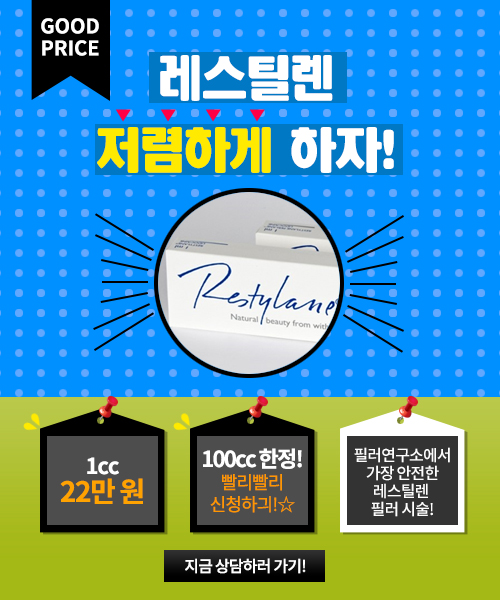 GOOD
PRICE
레스틸렌
저렴하게 하자!
Restylane
Natural beauty from with
1cc
22만 원
100cc 한정!
빨리빨리
신청하긔!☆
필러연구소에서
가장 안전한
레스틸렌
필러 시술!
지금 상담하러 가기!